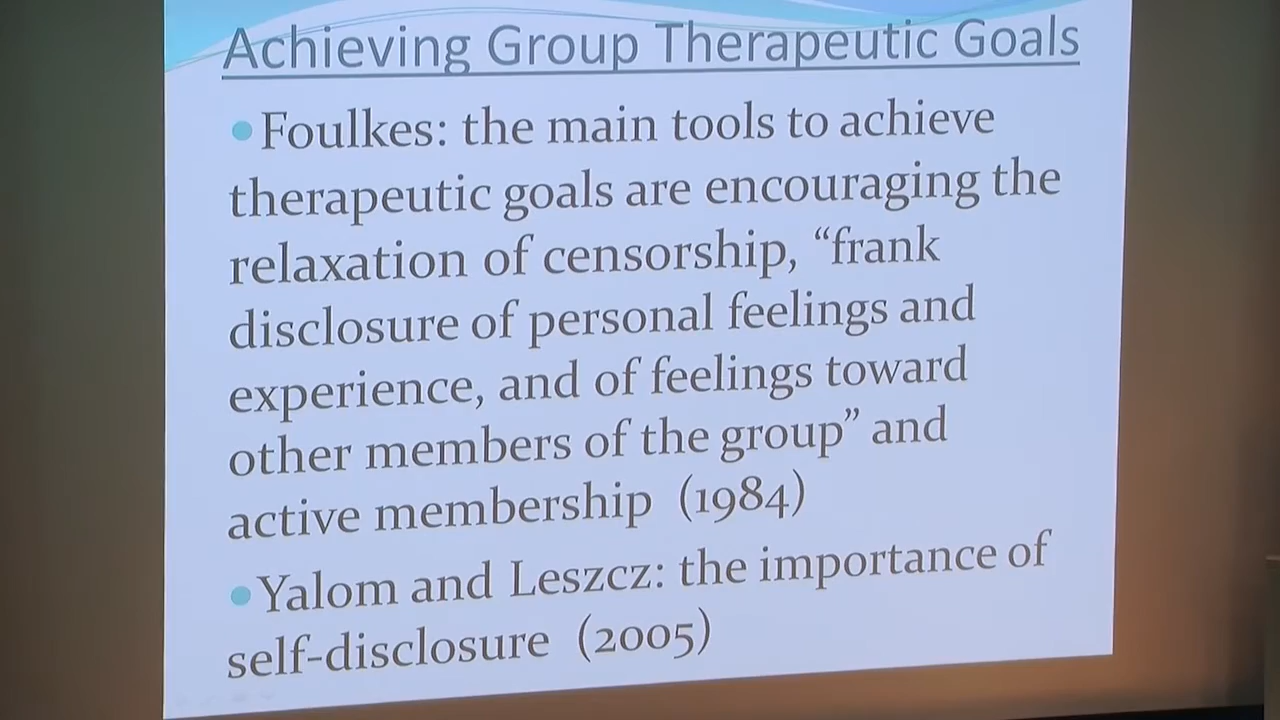 Achieving Group Therapeutic Goals
•Foulkes: the main tools to achieve
therapeutic goals are encouraging the
relaxation of censorship, “frank
disclosure of personal feelings and
experience, and of feelings toward
other members of the group” and
active membership (1984)
•Yalom and Leszcz: the importance of
self-disclosure (2005)